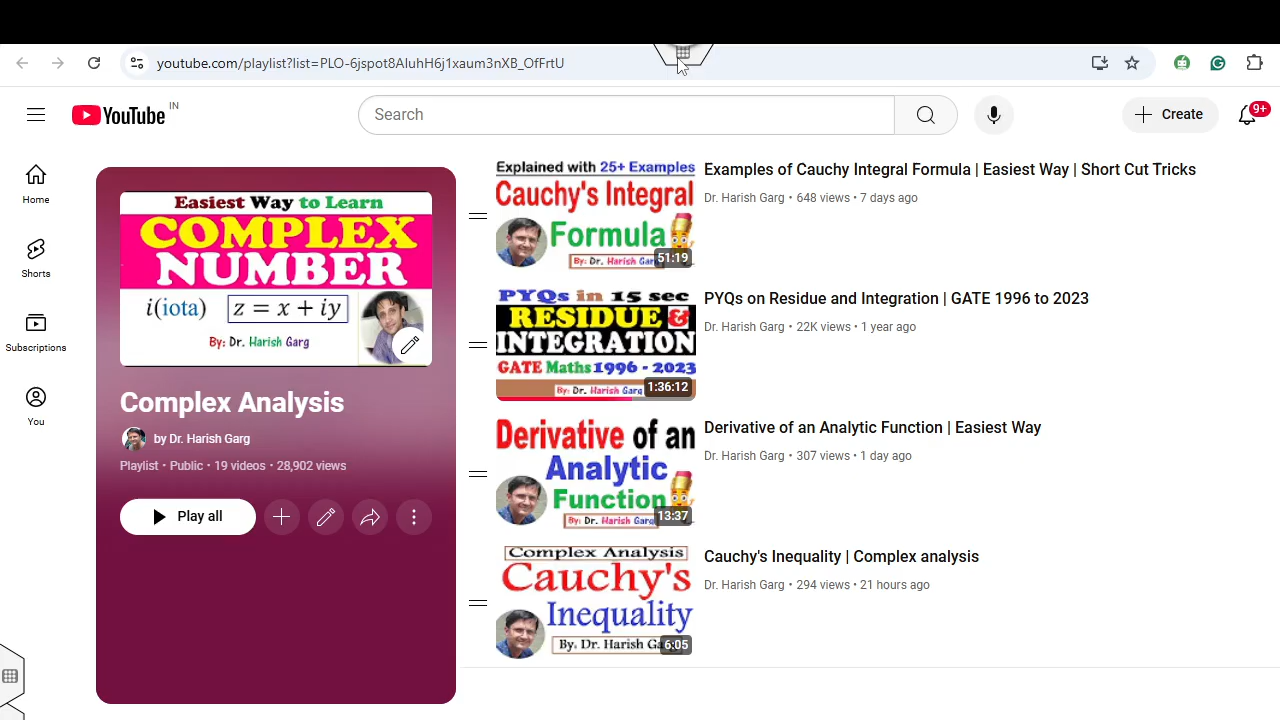 youtube.com/playlist?list=PLO-6jspot8AluhH6j1xaum3nXB_OfFrtU
YouTube IN
Search
Create
9+
Home
Shorts
Subscriptions
You
Easiest Way to Learn
COMPLEX
NUMBER
i(iota) z = x + iy
By: Dr. Harish Garg
Complex Analysis
by Dr. Harish Garg
Playlist • Public • 19 videos • 28,902 views
Play all
Explained with 25+ Examples
Cauchy's Integral
Formula
By: Dr. Harish Garg
51:19
Examples of Cauchy Integral Formula | Easiest Way | Short Cut Tricks
Dr. Harish Garg • 648 views • 7 days ago
PYQs in 15 sec
RESIDUE &
INTEGRATION
GATE Maths 1996 - 2023
By: Dr. Harish Garg
1:36:12
PYQs on Residue and Integration | GATE 1996 to 2023
Dr. Harish Garg • 22K views • 1 year ago
Derivative of an
Analytic
Function
By: Dr. Harish Garg
13:37
Derivative of an Analytic Function | Easiest Way
Dr. Harish Garg • 307 views • 1 day ago
Complex Analysis
Cauchy's
Inequality
By: Dr. Harish Ga
6:05
Cauchy's Inequality | Complex analysis
Dr. Harish Garg • 294 views • 21 hours ago